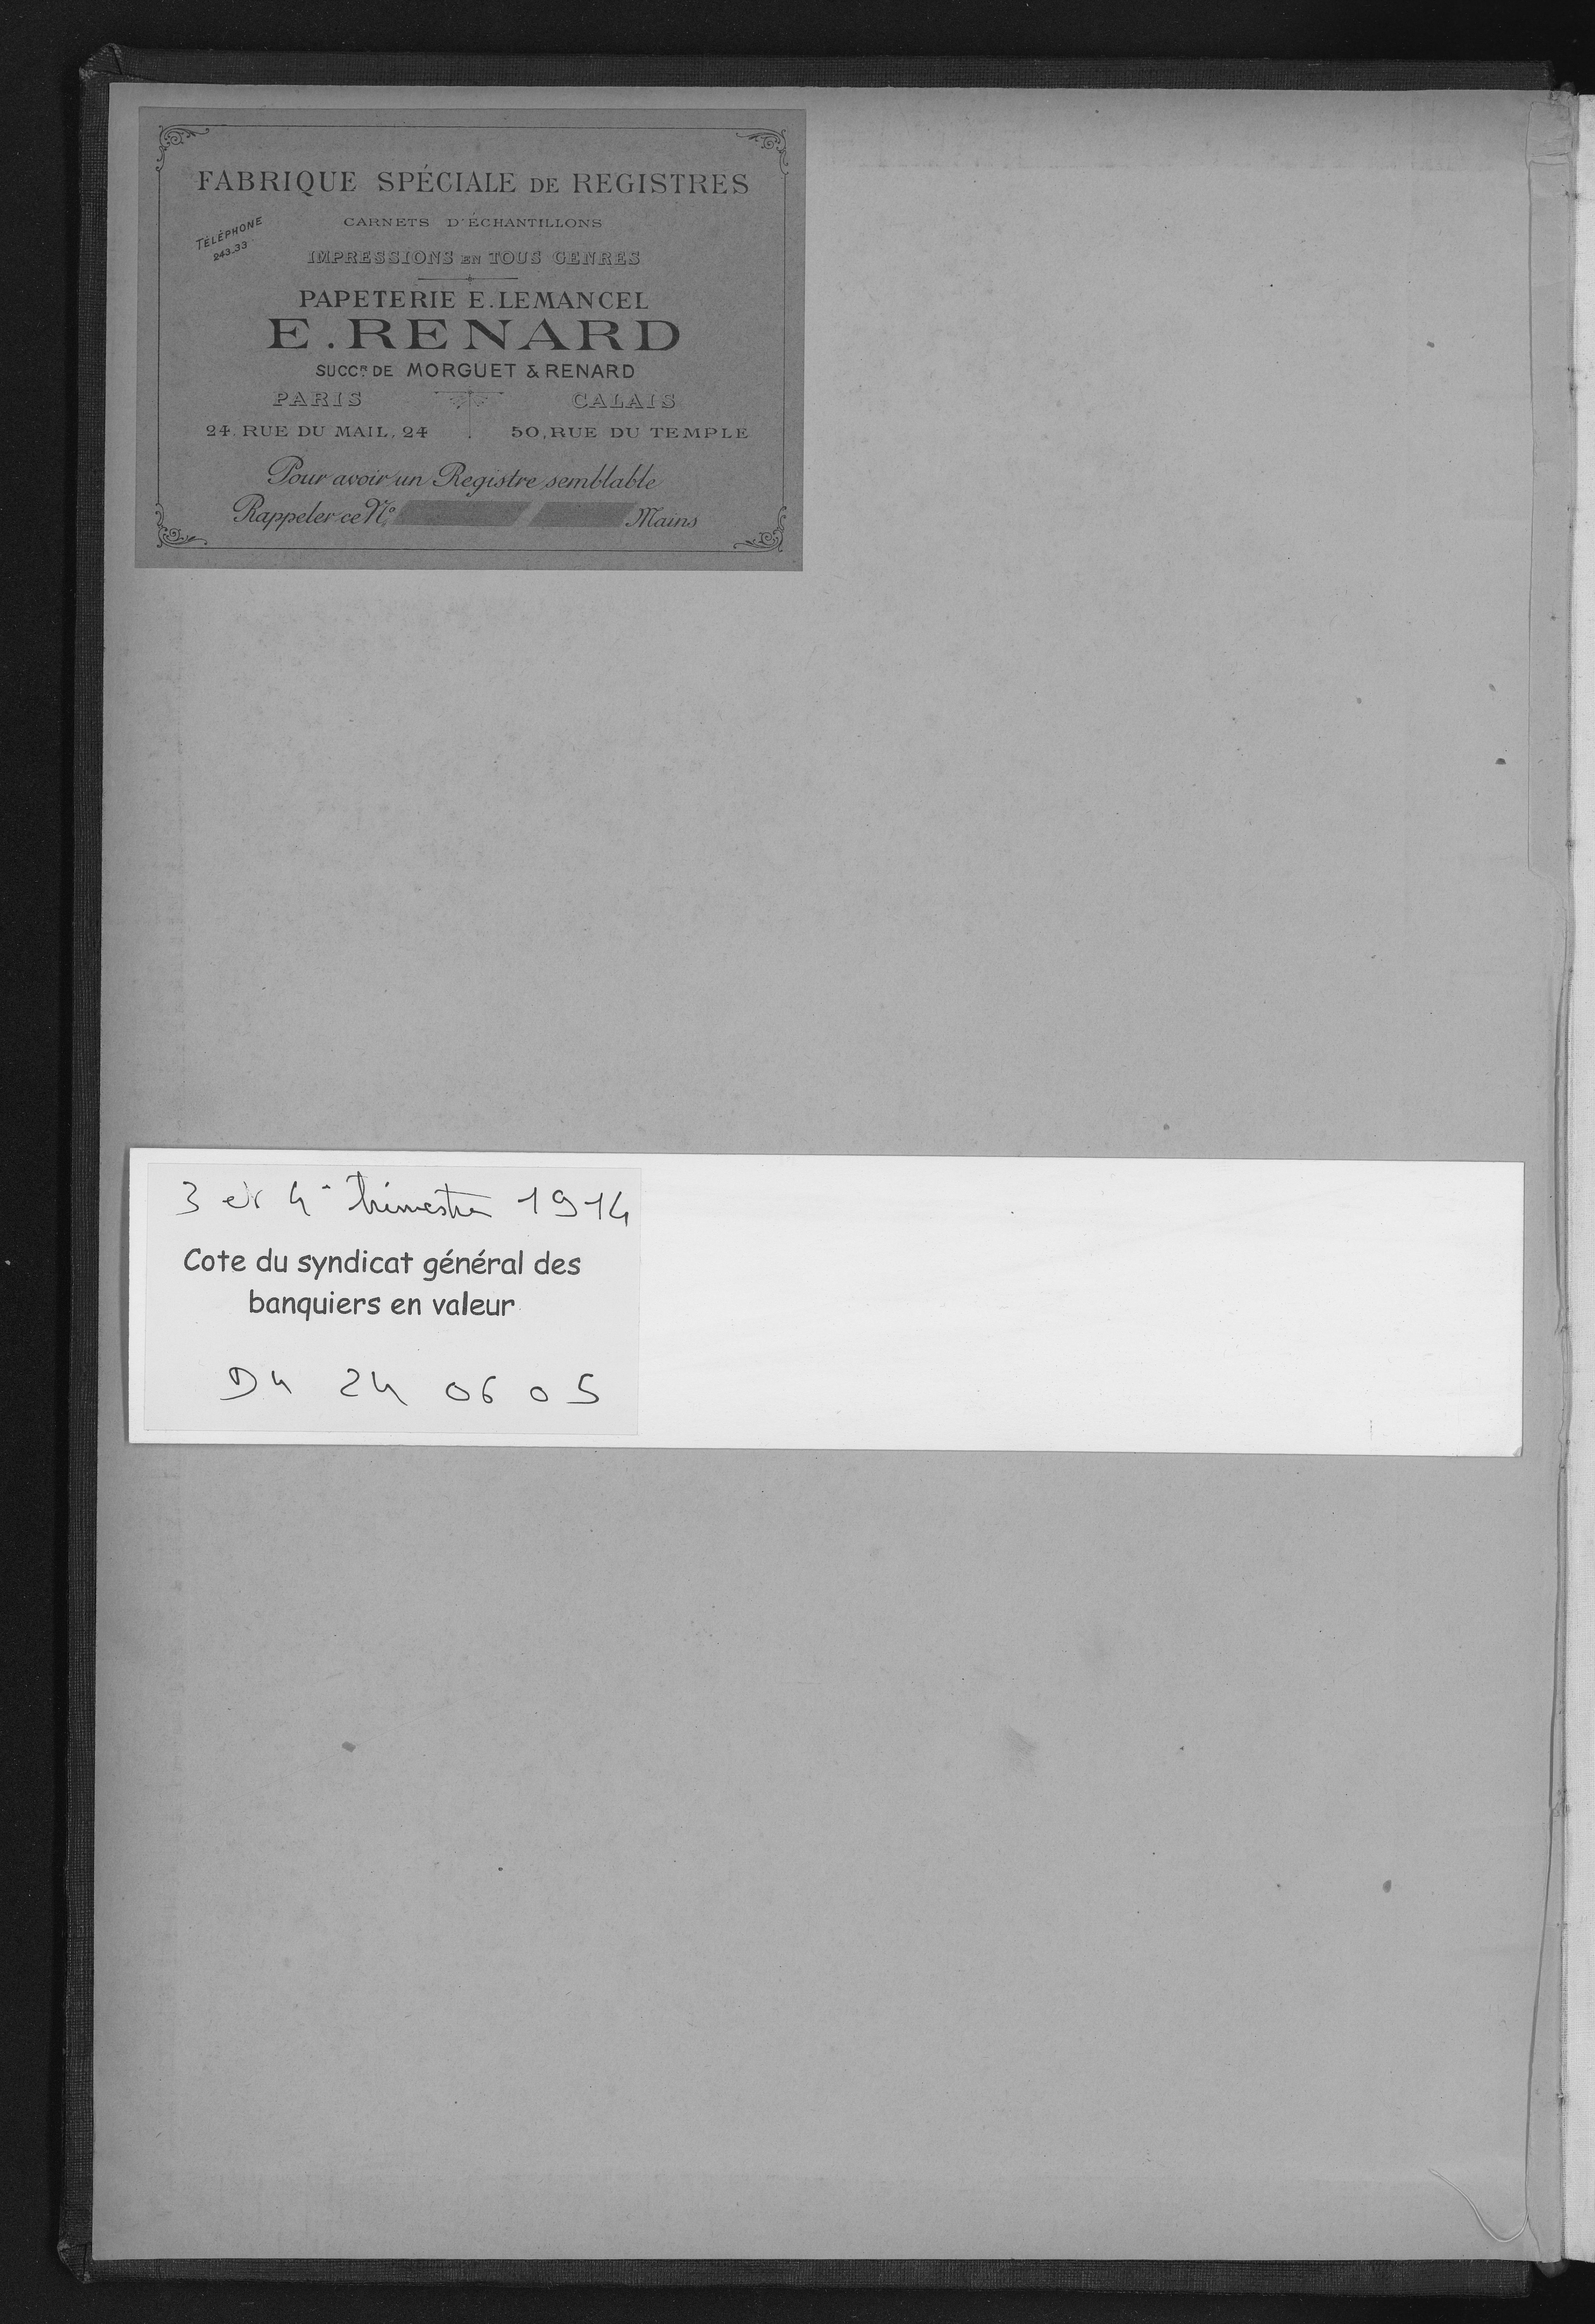 FABRIQUE SPÉCIALE DE REGISTRES
CARNETS D'ÉCHANTILLONS
TÉLÉPHONE
243_33
IMPRESSIONS EN TOUS GENRES
PAPETERIE E.LEMANCEL
E.RENARD
SUCCR DE MORGUET & RENARD
PARIS CALAIS
24, RUE DU MAIL, 24 50, RUE DU TEMPLE
Pour avoir un Registre semblable
Rappeler ce No Mains
3 et 4e trimestre 1914
Cote du syndicat général des
banquiers en valeur
D4 24 06 05